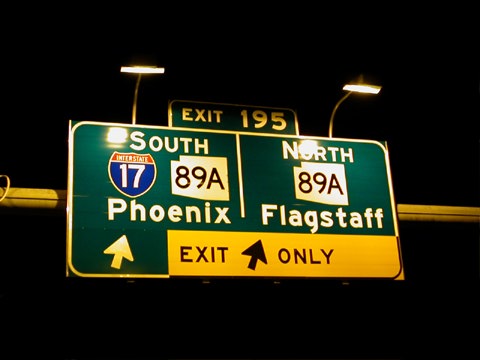 EXIT 195
SOUTH
INTERSTATE
17
89A
Phoenix
NORTH
89A
Flagstaff
EXIT ONLY